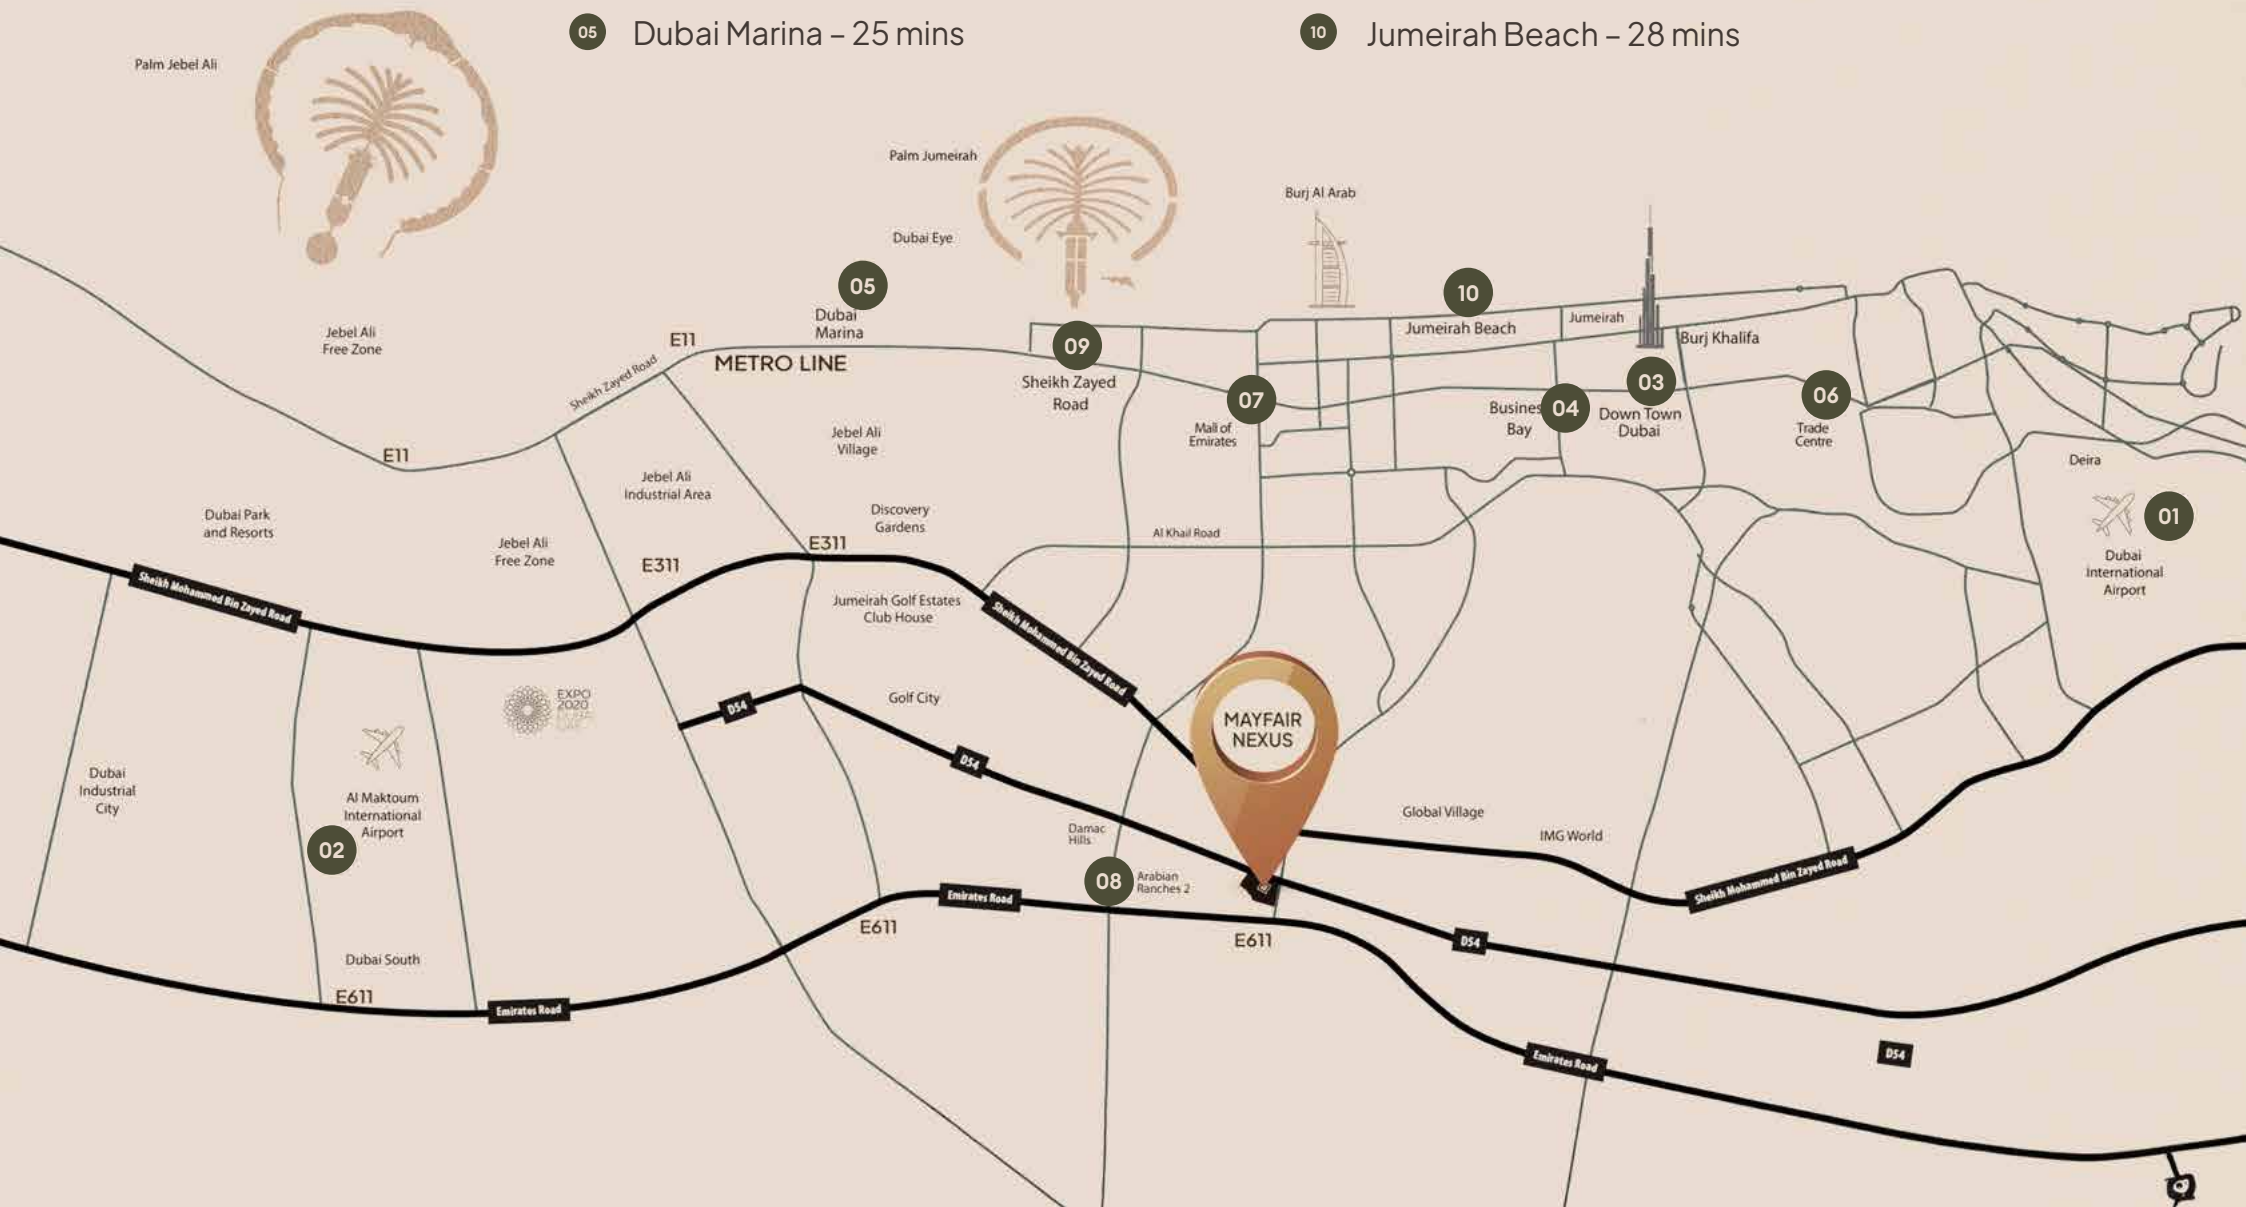 05 Dubai Marina – 25 mins
10 Jumeirah Beach – 28 mins
Palm Jebel Ali
Palm Jumeirah
Burj Al Arab
Dubai Eye
05
Dubai
Marina
10
Jumeirah Beach
Jumeirah
Burj Khalifa
Jebel Ali
Free Zone
E11
METRO LINE
Sheikh Zayed Road
09
Sheikh Zayed
Road
07
Mall of
Emirates
Business
Bay
04
03
Down Town
Dubai
06
Trade
Centre
E11
Jebel Ali
Village
Deira
Jebel Ali
Industrial Area
Dubai Park
and Resorts
Discovery
Gardens
01
Dubai
International
Airport
Al Khail Road
Jebel Ali
Free Zone
E311
E311
Sheikh Mohammed Bin Zayed Road
Jumeirah Golf Estates
Club House
Sheikh Mohammed Bin Zayed Road
EXPO
2020
D54
Golf City
MAYFAIR
NEXUS
D54
Dubai
Industrial
City
Al Maktoum
International
Airport
02
Global Village
IMG World
Damac
Hills
08
Arabian
Ranches 2
Sheikh Mohammed Bin Zayed Road
Emirates Road
E611
E611
D54
Dubai South
E611
Emirates Road
Emirates Road
D54